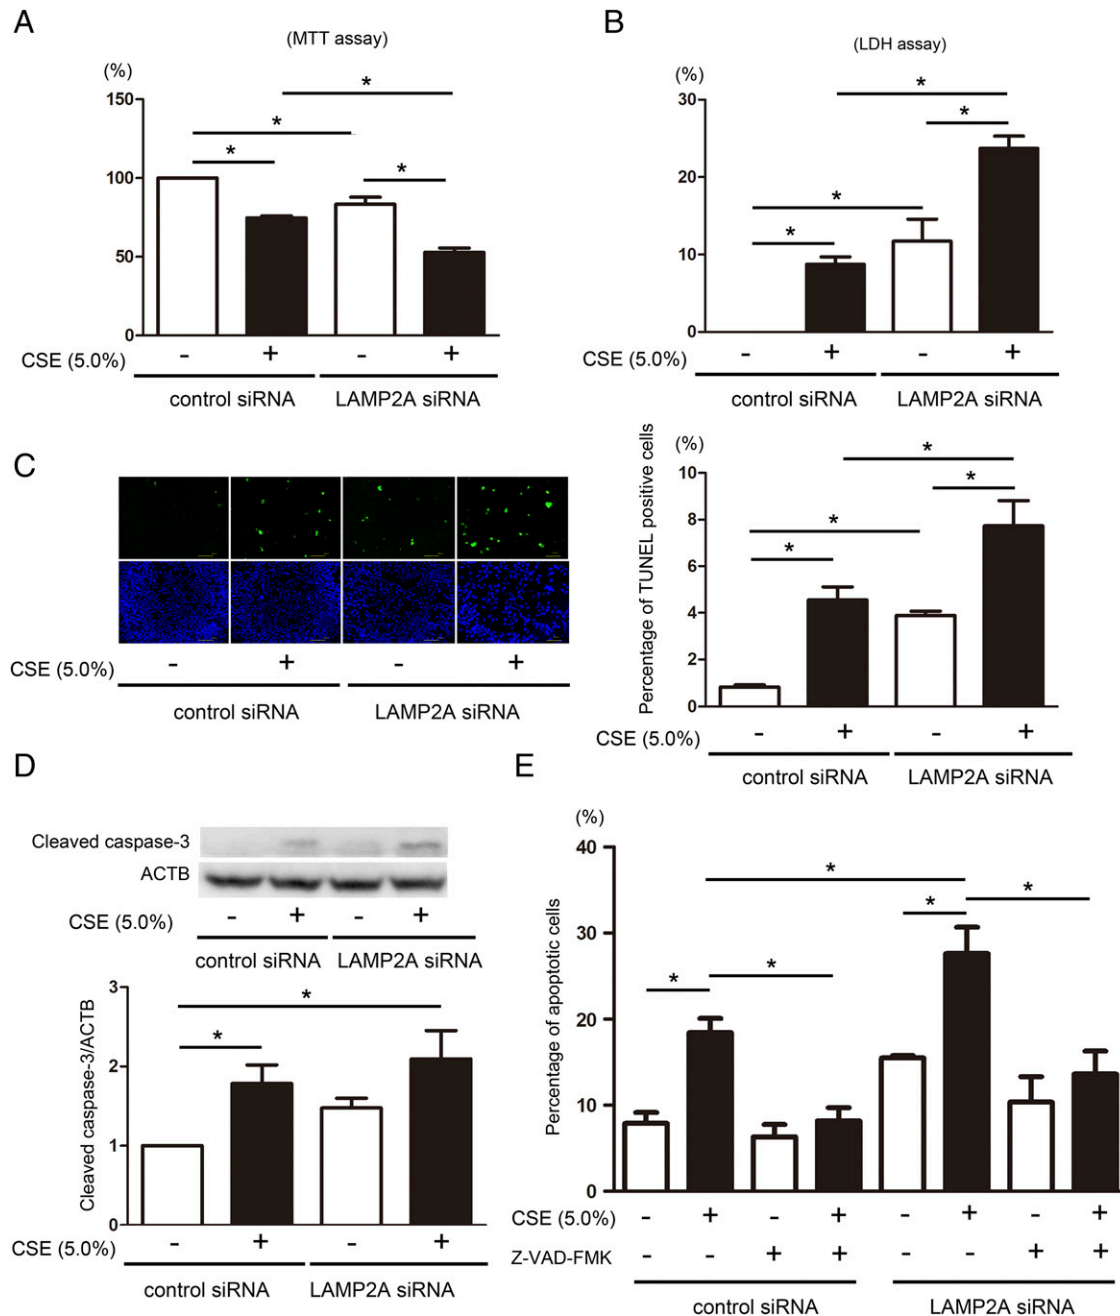 A
(MTT assay)
(%)
150
100
50
0
*
*
*
*
CSE (5.0%) - + - +
control siRNA LAMP2A siRNA
B
(LDH assay)
(%)
30
20
10
0
*
*
*
*
CSE (5.0%) - + - +
control siRNA LAMP2A siRNA
C
CSE (5.0%) - + - +
control siRNA LAMP2A siRNA
(%)
Percentage of TUNEL positive cells
10
8
6
4
2
0
*
*
*
*
CSE (5.0%) - + - +
control siRNA LAMP2A siRNA
D
Cleaved caspase-3
ACTB
CSE (5.0%) - + - +
control siRNA LAMP2A siRNA
Cleaved caspase-3/ACTB
3
2
1
0
*
*
CSE (5.0%) - + - +
control siRNA LAMP2A siRNA
E
(%)
Percentage of apoptotic cells
40
30
20
10
0
*
*
*
*
*
CSE (5.0%) - + - + - + - +
Z-VAD-FMK - - + + - - + +
control siRNA LAMP2A siRNA